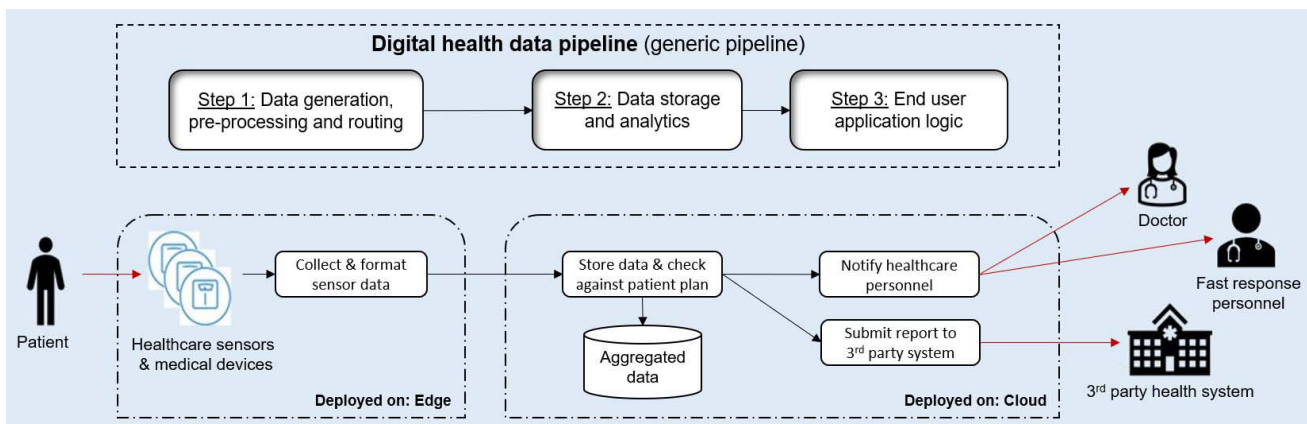 Digital health data pipeline (generic pipeline)
Step 1: Data generation,
pre-processing and routing
Step 2: Data storage
and analytics
Step 3: End user
application logic
Patient
Healthcare sensors
& medical devices
Collect & format
sensor data
Deployed on: Edge
Store data & check
against patient plan
Aggregated
data
Notify healthcare
personnel
Submit report to
3rd party system
Deployed on: Cloud
Doctor
Fast response
personnel
3rd party health system